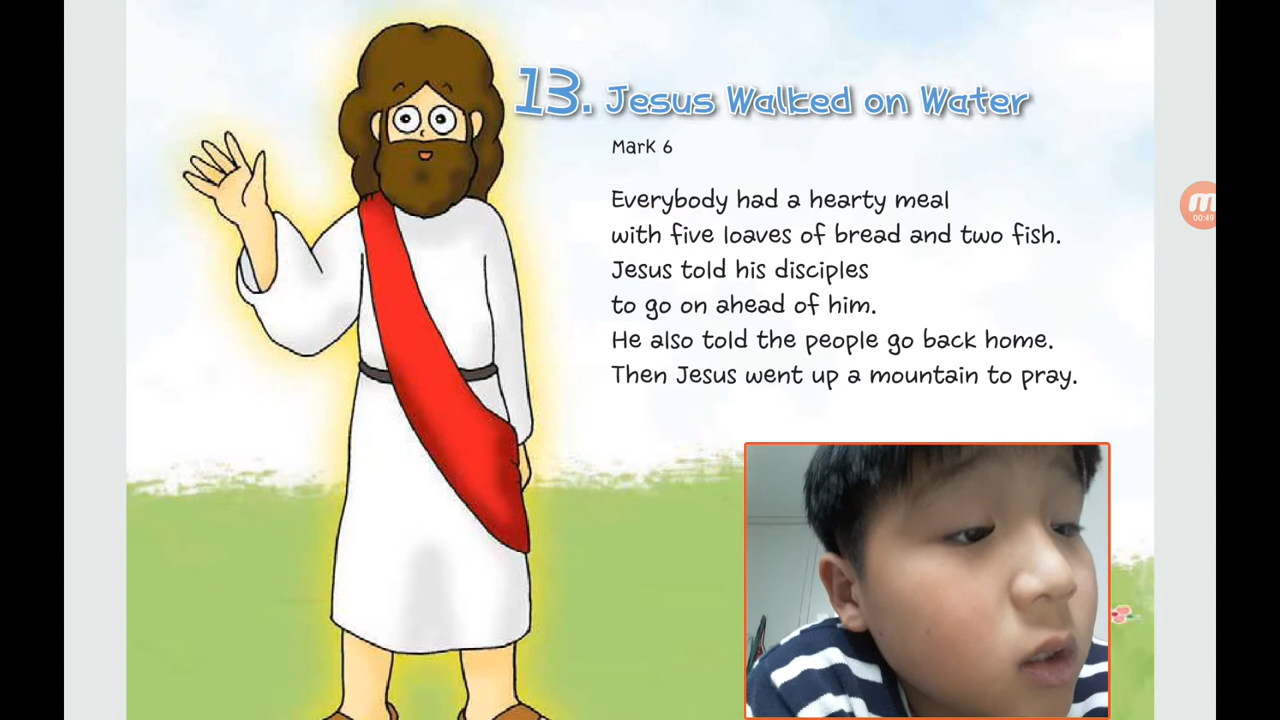 13. Jesus Walked on Water
Mark 6
Everybody had a hearty meal
with five loaves of bread and two fish.
Jesus told his disciples
to go on ahead of him.
He also told the people go back home.
Then Jesus went up a mountain to pray.
m
00:49